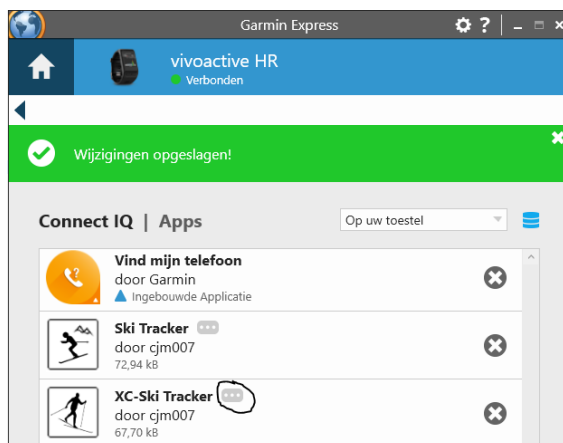 Garmin Express
vivoactive HR
Verbonden
Wijzigingen opgeslagen!
Connect IQ | Apps
Op uw toestel
Vind mijn telefoon
door Garmin
Ingebouwde Applicatie
Ski Tracker
door cjm007
72,94 kB
XC-Ski Tracker
door cjm007
67,70 kB